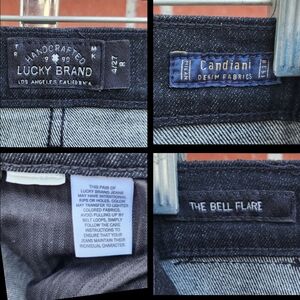 T M
HANDCRAFTED
P 90
R K
LUCKY BRAND
LOS ANGELES CALIFORNIA
4/27
R
Candiani
DENIM FABRICS
MILAN
THIS PAIR OF
LUCKY BRAND JEANS
MAY HAVE INTENTIONAL
RIPS OR HOLES. COLOR
MAY TRANSFER TO LIGHTER
COLORED FABRICS.
AVOID PULLING UP BY
BELT LOOPS. SIMPLY
FOLLOW THE CARE
INSTRUCTIONS TO
ENSURE THAT YOUR
JEANS MAINTAIN THEIR
INDIVIDUAL CHARACTER.
THE BELL FLARE